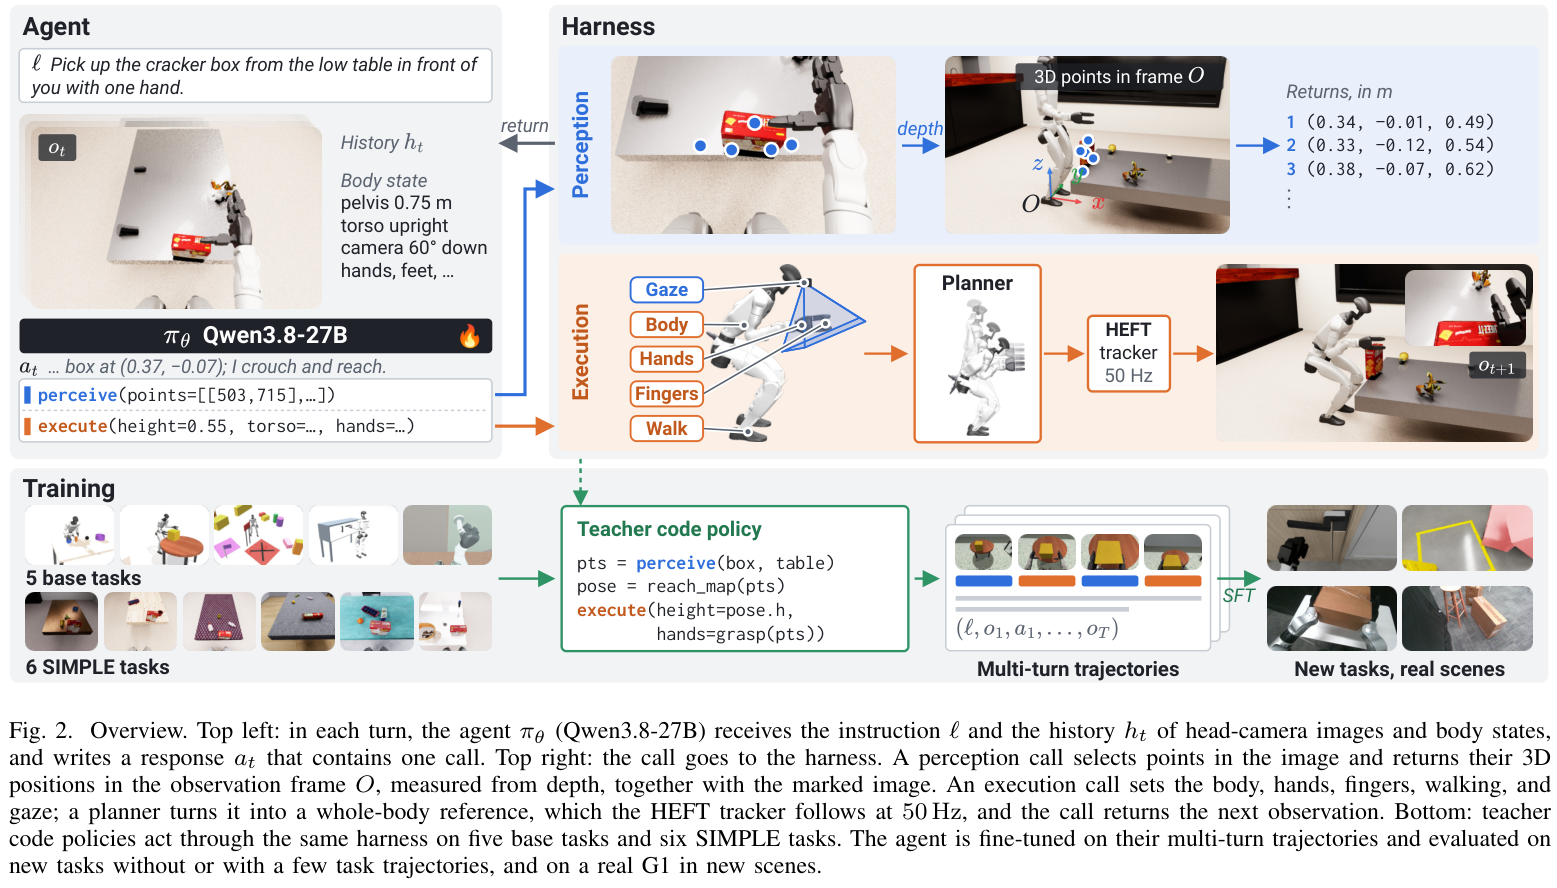 Agent
ℓ Pick up the cracker box from the low table in front of
you with one hand.
oₜ
History hₜ
Body state
pelvis 0.75 m
torso upright
camera 60° down
hands, feet, ...
π_θ Qwen3.8-27B
aₜ ... box at (0.37, −0.07); I crouch and reach.
perceive(points=[[503,715],…])
execute(height=0.55, torso=…, hands=…)
return
Harness
Perception
depth
3D points in frame O
z
y
x
O
Returns, in m
1 (0.34, −0.01, 0.49)
2 (0.33, −0.12, 0.54)
3 (0.38, −0.07, 0.62)
⋮
Execution
Gaze
Body
Hands
Fingers
Walk
Planner
HEFT
tracker
50 Hz
oₜ₊₁
Training
5 base tasks
6 SIMPLE tasks
Teacher code policy
pts = perceive(box, table)
pose = reach_map(pts)
execute(height=pose.h,
hands=grasp(pts))
(ℓ, o₁, a₁, . . . , o_T)
Multi-turn trajectories
SFT
New tasks, real scenes
Fig. 2. Overview. Top left: in each turn, the agent π_θ (Qwen3.8-27B) receives the instruction ℓ and the history hₜ of head-camera images and body states,
and writes a response aₜ that contains one call. Top right: the call goes to the harness. A perception call selects points in the image and returns their 3D
positions in the observation frame O, measured from depth, together with the marked image. An execution call sets the body, hands, fingers, walking, and
gaze; a planner turns it into a whole-body reference, which the HEFT tracker follows at 50 Hz, and the call returns the next observation. Bottom: teacher
code policies act through the same harness on five base tasks and six SIMPLE tasks. The agent is fine-tuned on their multi-turn trajectories and evaluated on
new tasks without or with a few task trajectories, and on a real G1 in new scenes.